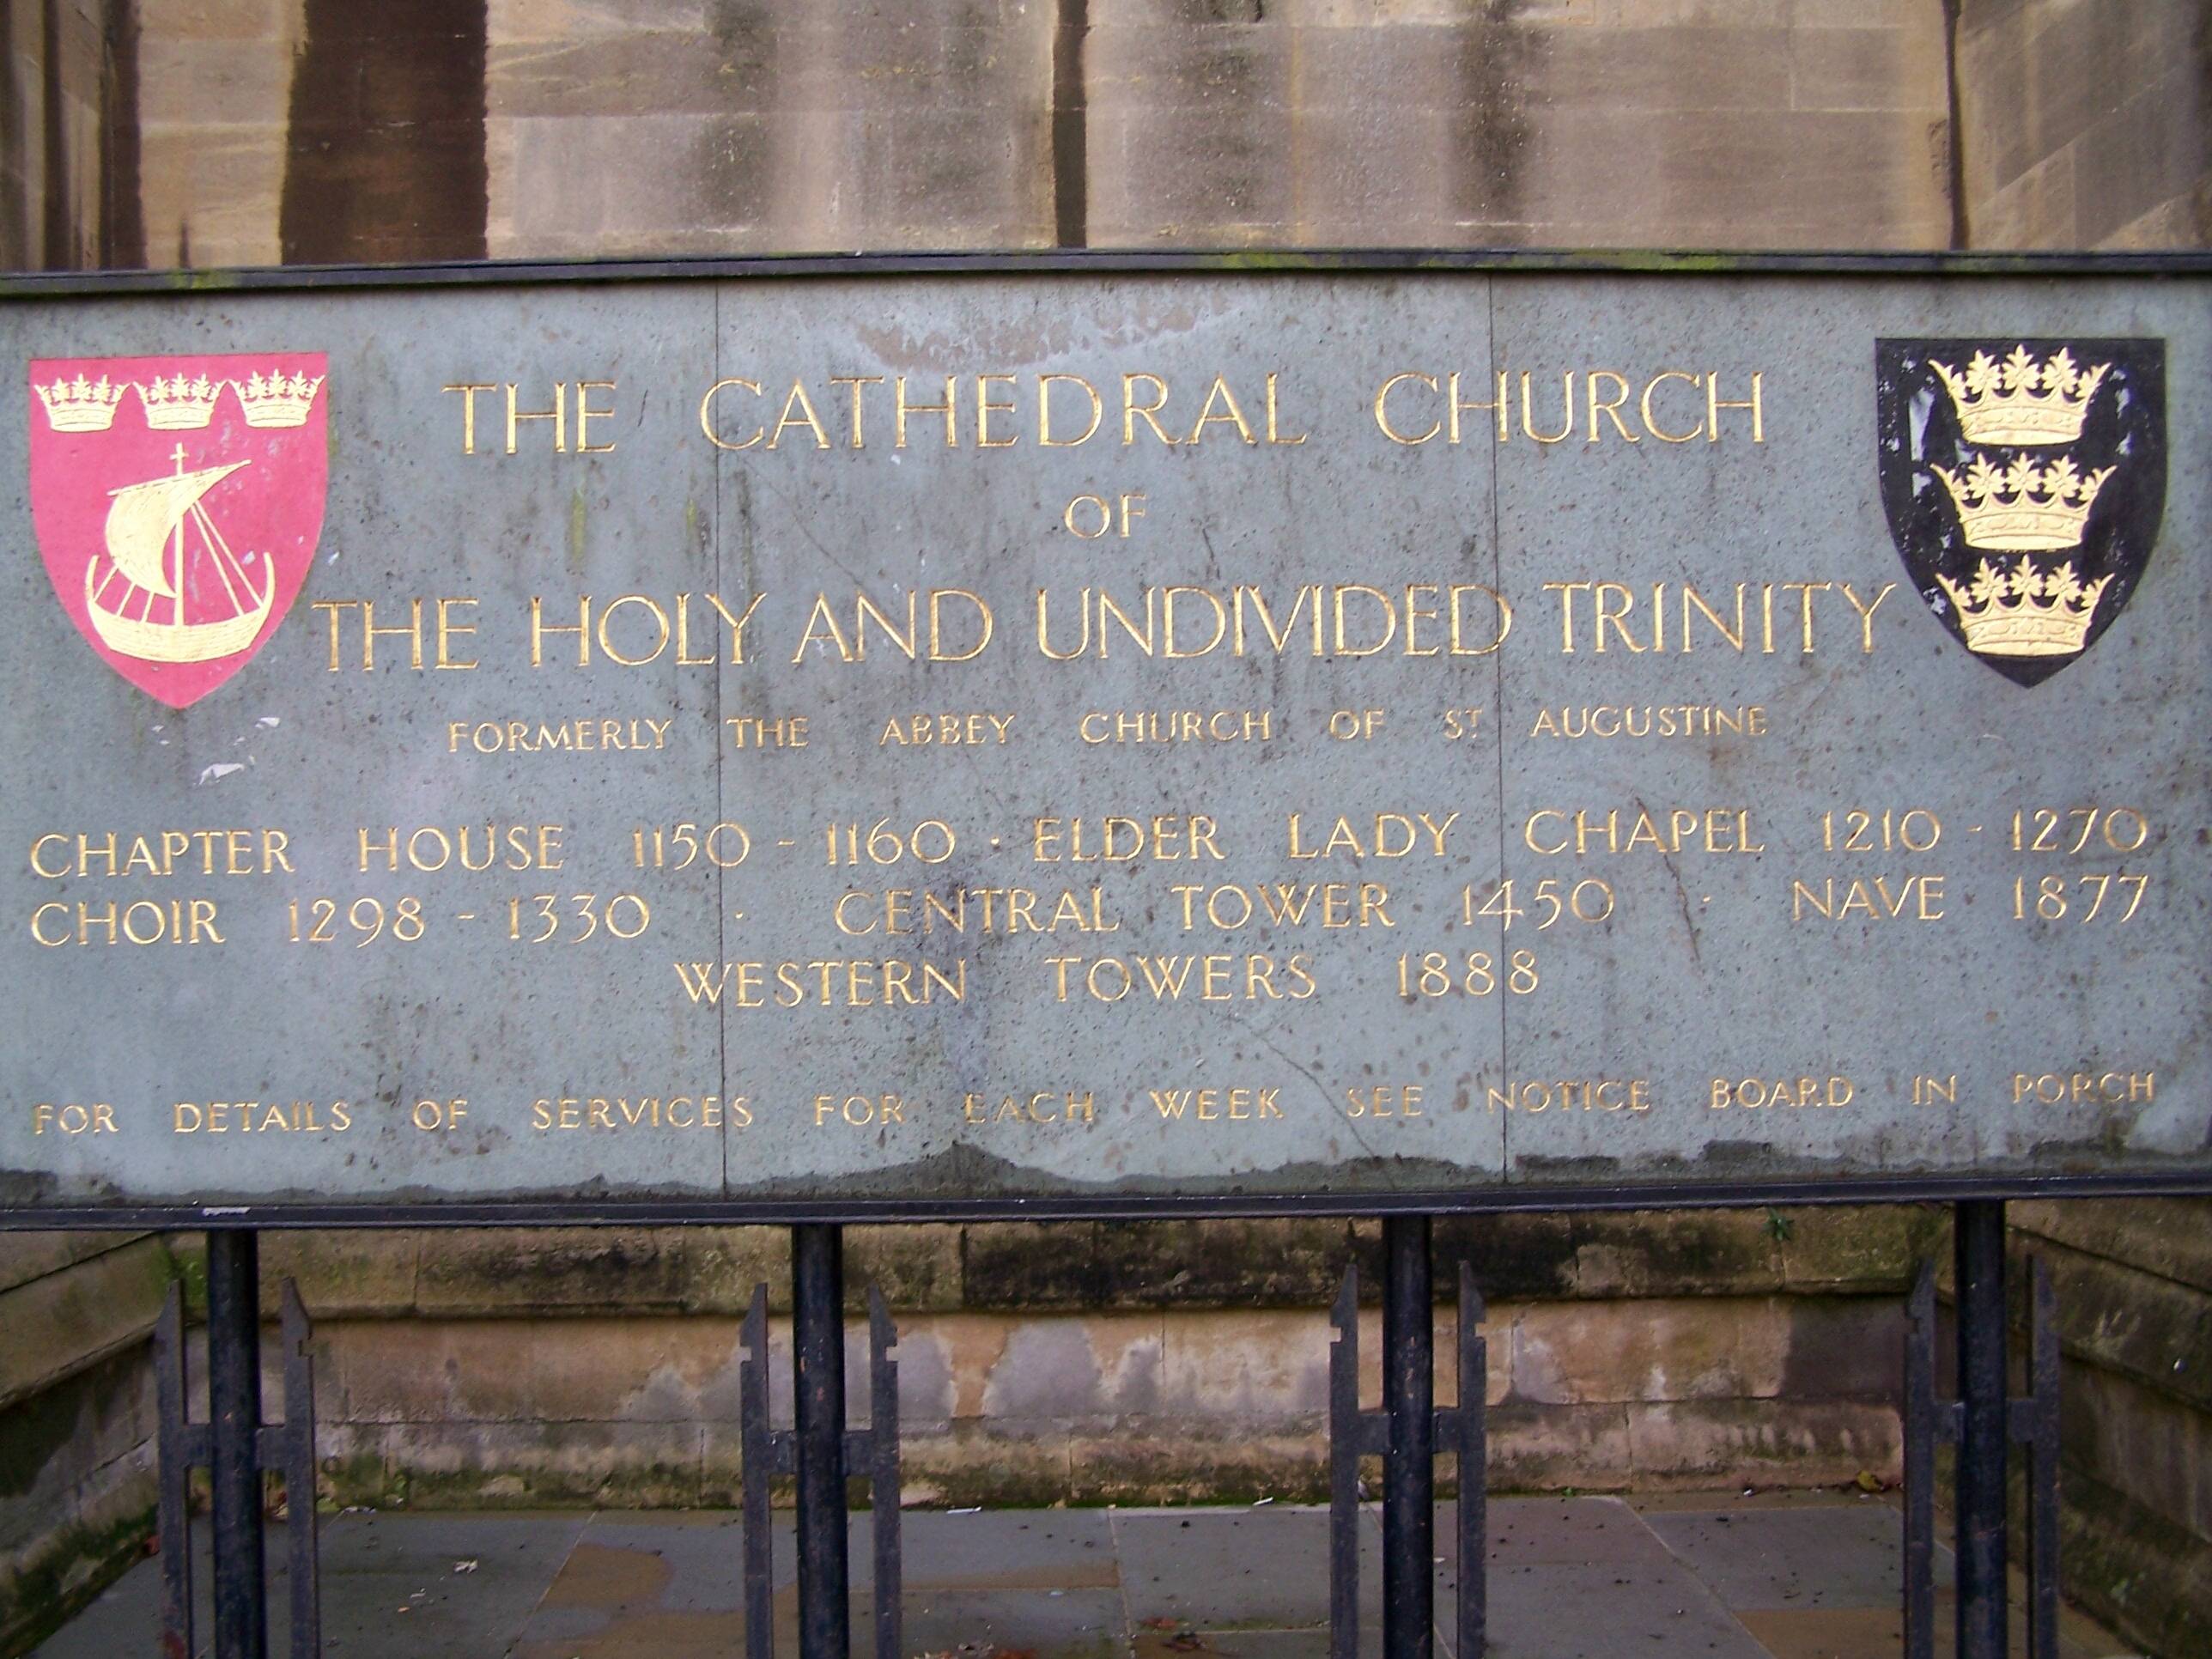 THE CATHEDRAL CHURCH
OF
THE HOLY AND UNDIVIDED TRINITY
FORMERLY THE ABBEY CHURCH OF ST AUGUSTINE
CHAPTER HOUSE 1150 - 1160 · ELDER LADY CHAPEL 1210 - 1270
CHOIR 1298 - 1330 · CENTRAL TOWER 1450 · NAVE 1877
WESTERN TOWERS 1888
FOR DETAILS OF SERVICES FOR EACH WEEK SEE NOTICE BOARD IN PORCH